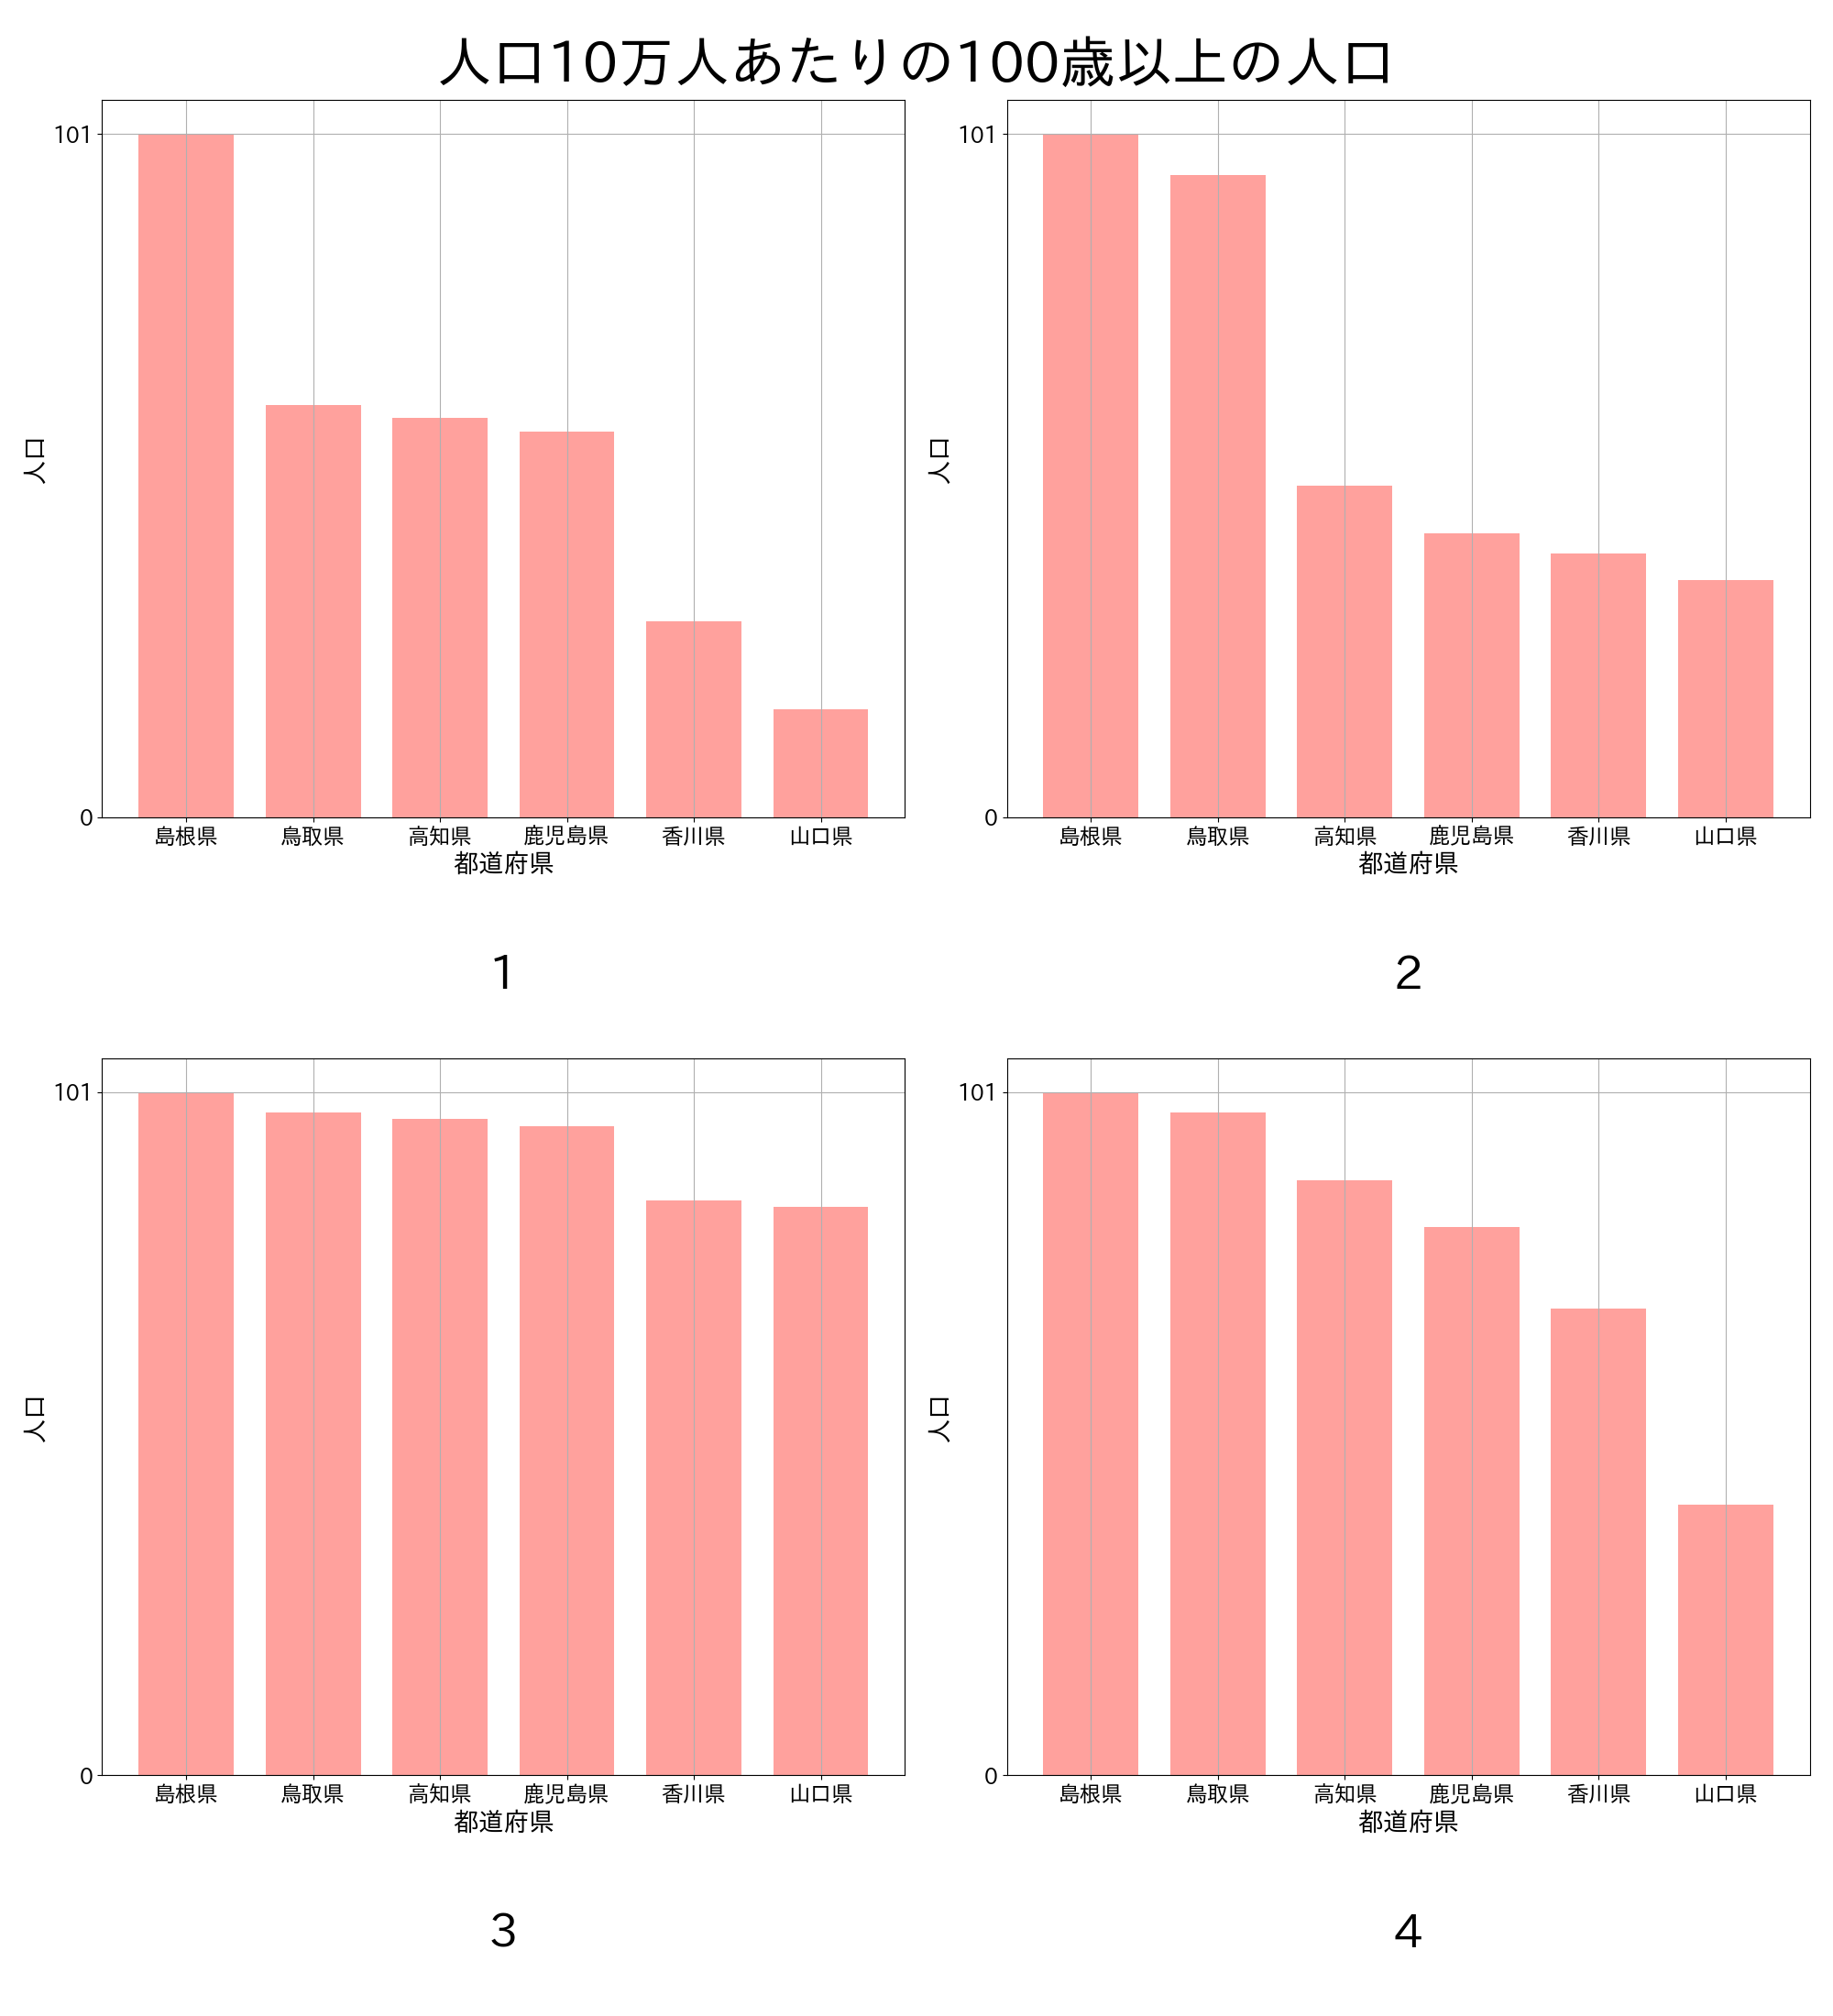 人口10万人あたりの100歳以上の人口
101
人口
0
島根県 鳥取県 高知県 鹿児島県 香川県 山口県
都道府県
1
101
人口
0
島根県 鳥取県 高知県 鹿児島県 香川県 山口県
都道府県
2
101
人口
0
島根県 鳥取県 高知県 鹿児島県 香川県 山口県
都道府県
3
101
人口
0
島根県 鳥取県 高知県 鹿児島県 香川県 山口県
都道府県
4